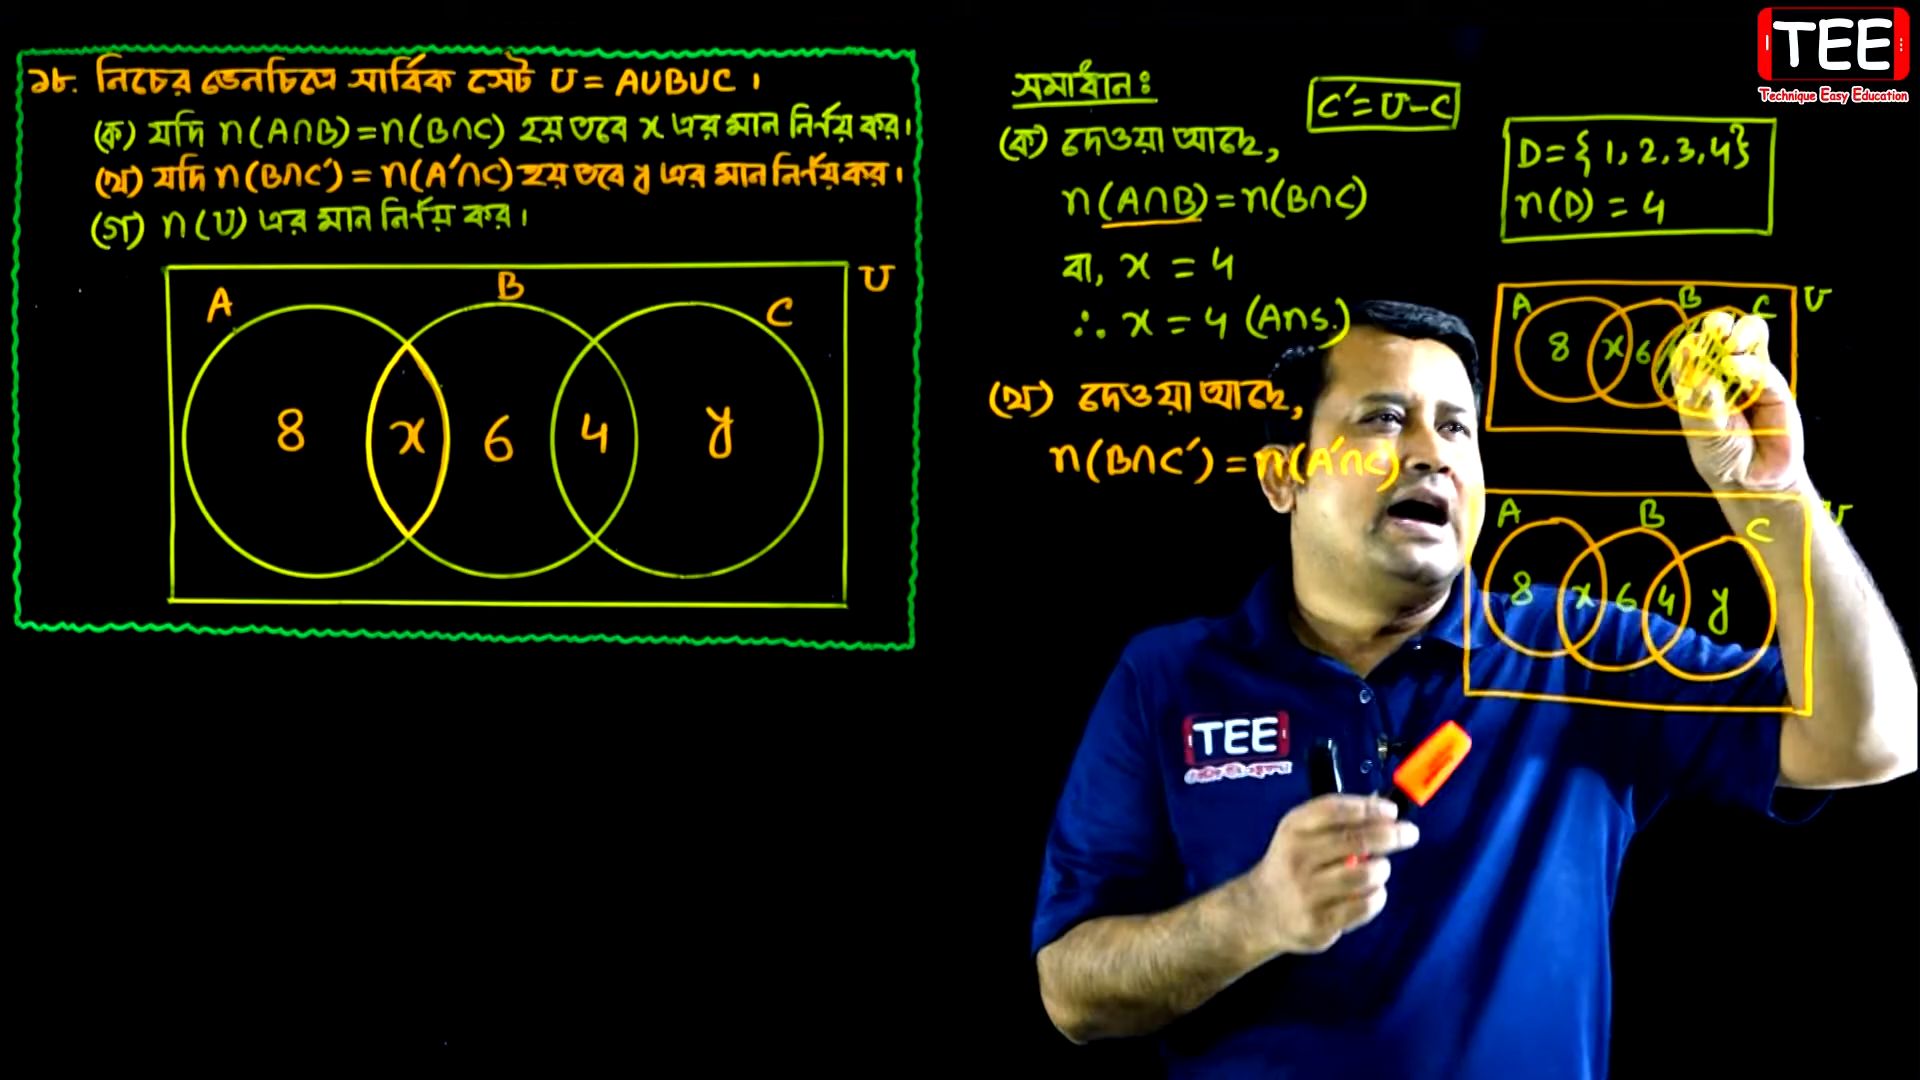 ১৮. নিচের ভেনচিত্রে সার্বিক সেট U = A∪B∪C ।
(ক) যদি n(A∩B)=n(B∩C) হয় তবে x এর মান নির্ণয় কর।
(খ) যদি n(B∩C′) = n(A′∩C) হয় তবে y এর মান নির্ণয় কর।
(গ) n(U) এর মান নির্ণয় কর।
A B C U
8 x 6 4 y
সমাধান:
C′=U−C
(ক) দেওয়া আছে,
n(A∩B)=n(B∩C)
বা, x = 4
∴ x = 4 (Ans.)
(খ) দেওয়া আছে,
n(B∩C′) = n(A′∩C)
D={1,2,3,4}
n(D) = 4
A B C U
8 x 6
A B C U
8 x 6 4 y
TEE
Technique Easy Education
TEE